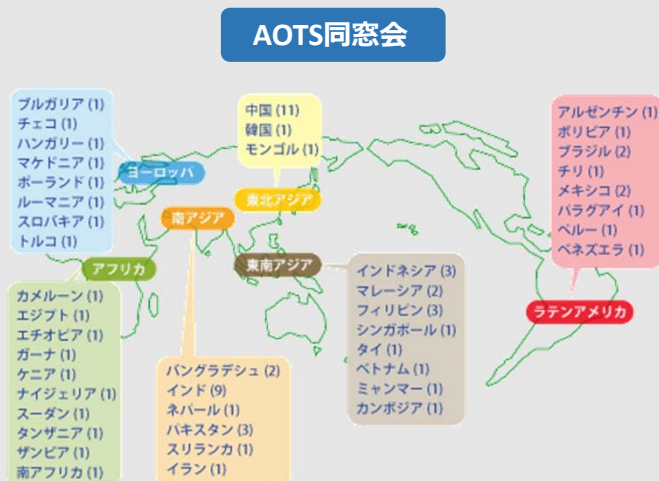 AOTS同窓会
ブルガリア (1)
チェコ (1)
ハンガリー (1)
マケドニア (1)
ポーランド (1)
ルーマニア (1)
スロバキア (1)
トルコ (1)
ヨーロッパ
中国 (11)
韓国 (1)
モンゴル (1)
東北アジア
アルゼンチン (1)
ボリビア (1)
ブラジル (2)
チリ (1)
メキシコ (2)
パラグアイ (1)
ペルー (1)
ベネズエラ (1)
ラテンアメリカ
南アジア
バングラデシュ (2)
インド (9)
ネパール (1)
パキスタン (3)
スリランカ (1)
イラン (1)
東南アジア
インドネシア (3)
マレーシア (2)
フィリピン (3)
シンガポール (1)
タイ (1)
ベトナム (1)
ミャンマー (1)
カンボジア (1)
アフリカ
カメルーン (1)
エジプト (1)
エチオピア (1)
ガーナ (1)
ケニア (1)
ナイジェリア (1)
スーダン (1)
タンザニア (1)
ザンビア (1)
南アフリカ (1)